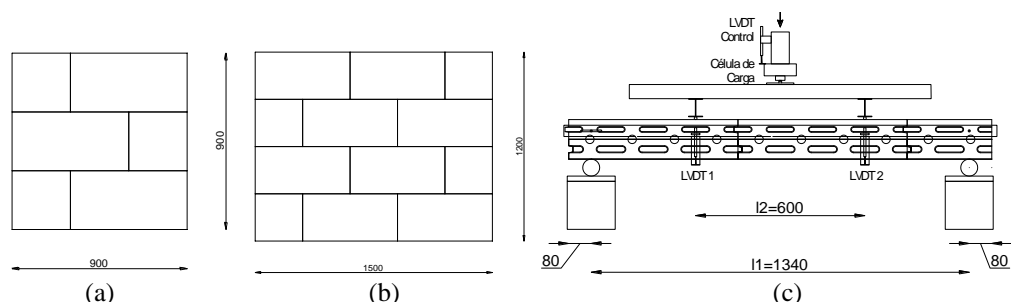 900
900
(a)
1200
1500
(b)
LVDT
Control
Célula de
Carga
LVDT 1
LVDT 2
l2=600
80
80
l1=1340
(c)